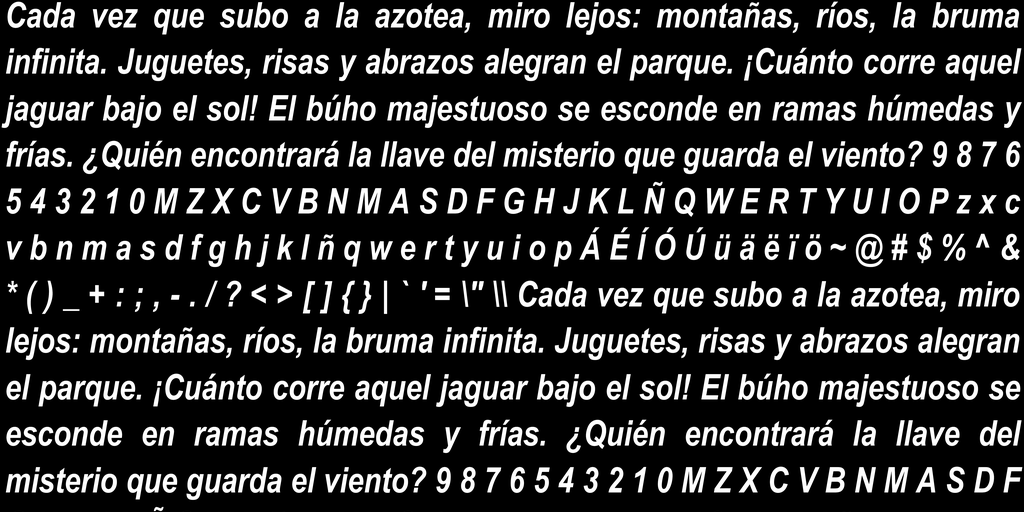 Cada vez que subo a la azotea, miro lejos: montañas, ríos, la bruma
infinita. Juguetes, risas y abrazos alegran el parque. ¡Cuánto corre aquel
jaguar bajo el sol! El búho majestuoso se esconde en ramas húmedas y
frías. ¿Quién encontrará la llave del misterio que guarda el viento? 9 8 7 6
5 4 3 2 1 0 M Z X C V B N M A S D F G H J K L Ñ Q W E R T Y U I O P z x c
v b n m a s d f g h j k l ñ q w e r t y u i o p Á É Í Ó Ú ü ä ë ï ö ~ @ # $ % ^ &
* ( ) _ + : ; , - . / ? < > [ ] { } | ` ' = \" \\ Cada vez que subo a la azotea, miro
lejos: montañas, ríos, la bruma infinita. Juguetes, risas y abrazos alegran
el parque. ¡Cuánto corre aquel jaguar bajo el sol! El búho majestuoso se
esconde en ramas húmedas y frías. ¿Quién encontrará la llave del
misterio que guarda el viento? 9 8 7 6 5 4 3 2 1 0 M Z X C V B N M A S D F